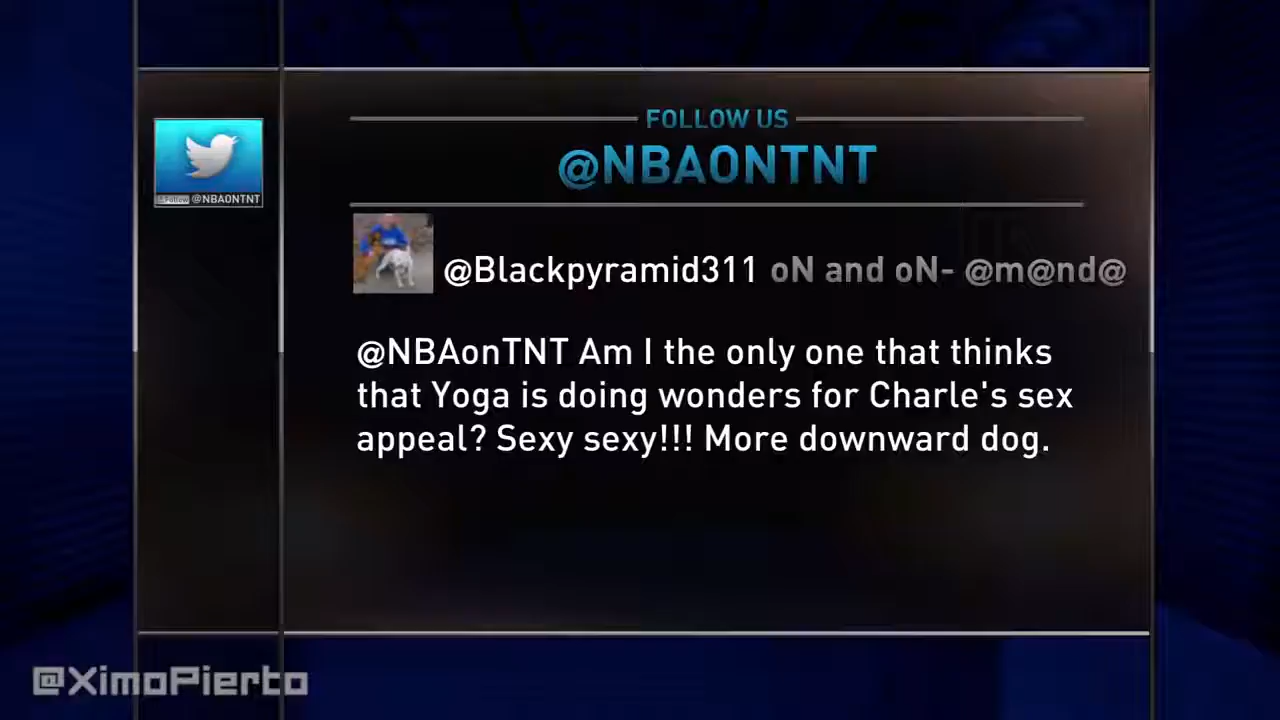 FOLLOW US
@NBAONTNT
Follow @NBAONTNT
@Blackpyramid311 oN and oN- @m@nd@
@NBAonTNT Am I the only one that thinks
that Yoga is doing wonders for Charle's sex
appeal? Sexy sexy!!! More downward dog.
@XimoPierto